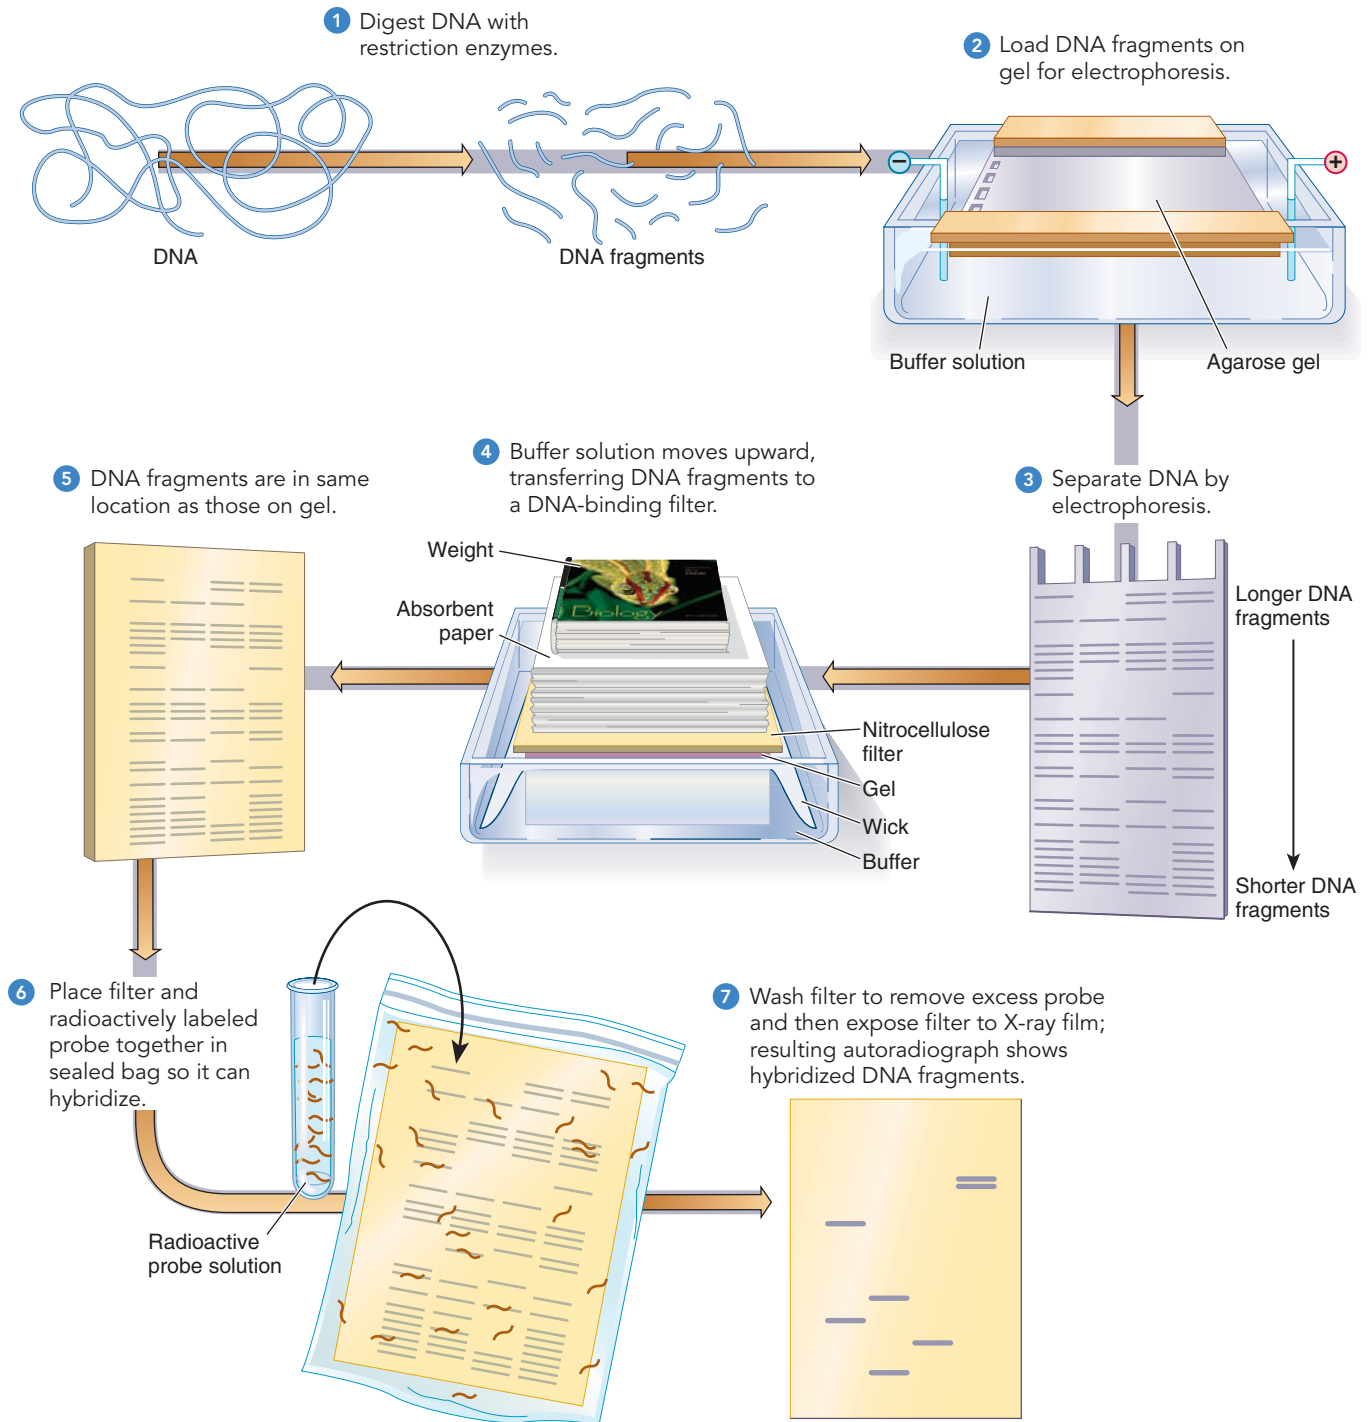 1 Digest DNA with
restriction enzymes.
2 Load DNA fragments on
gel for electrophoresis.
−
+
DNA
DNA fragments
Buffer solution
Agarose gel
3 Separate DNA by
electrophoresis.
Longer DNA
fragments
Shorter DNA
fragments
4 Buffer solution moves upward,
transferring DNA fragments to
a DNA-binding filter.
Weight
Absorbent
paper
Biology
Nitrocellulose
filter
Gel
Wick
Buffer
5 DNA fragments are in same
location as those on gel.
6 Place filter and
radioactively labeled
probe together in
sealed bag so it can
hybridize.
Radioactive
probe solution
7 Wash filter to remove excess probe
and then expose filter to X-ray film;
resulting autoradiograph shows
hybridized DNA fragments.